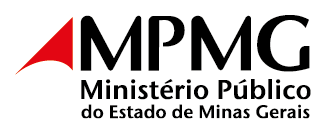 MPMG
Ministério Público
do Estado de Minas Gerais